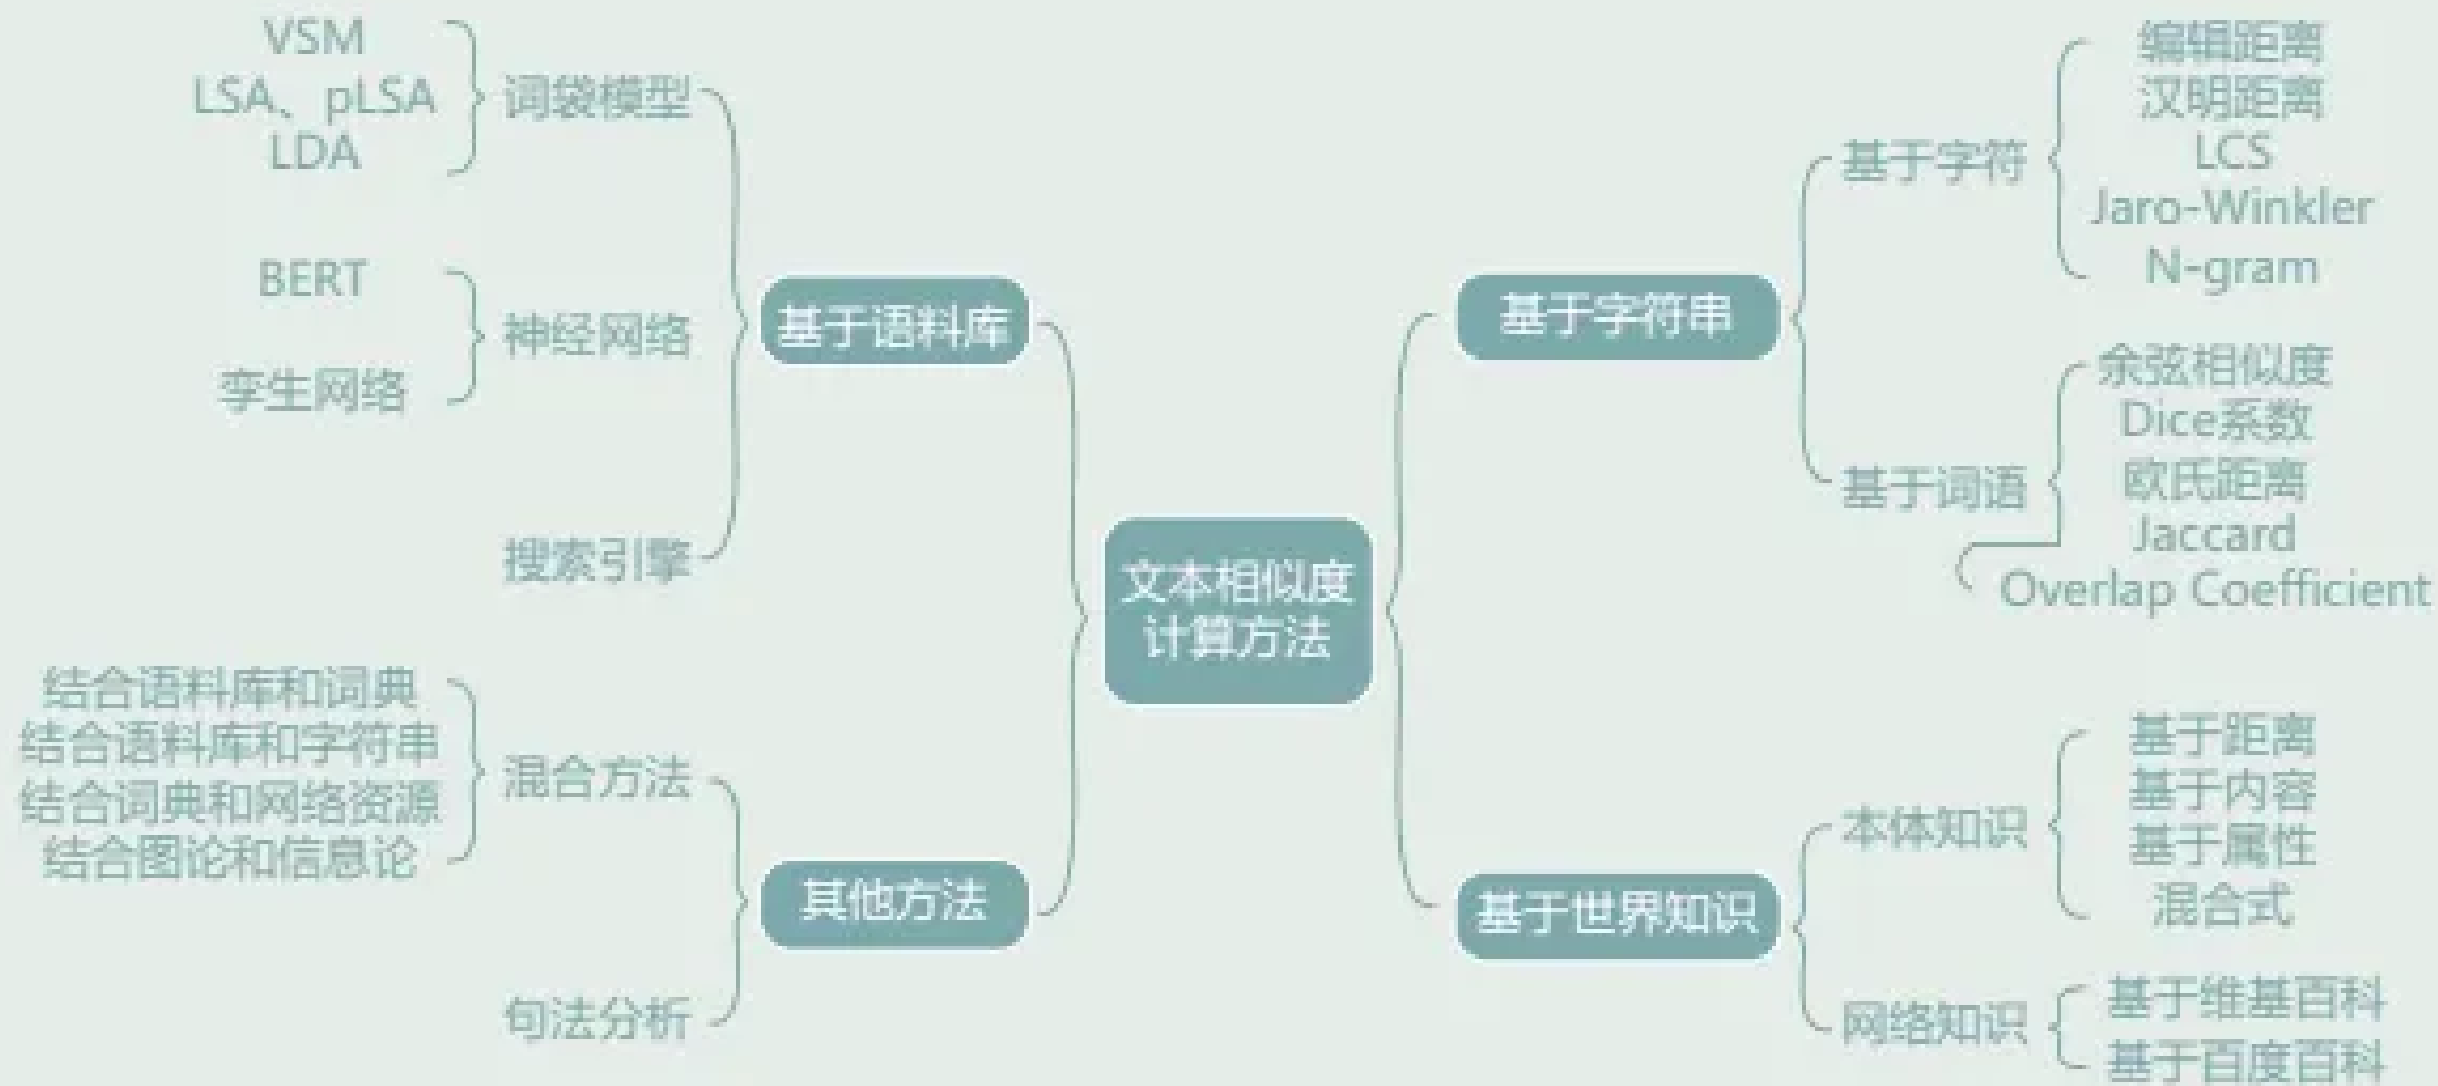 VSM
LSA、pLSA
LDA
词袋模型
BERT
孪生网络
神经网络
搜索引擎
基于语料库
结合语料库和词典
结合语料库和字符串
结合词典和网络资源
结合图论和信息论
混合方法
句法分析
其他方法
文本相似度
计算方法
基于字符串
基于字符
编辑距离
汉明距离
LCS
Jaro-Winkler
N-gram
基于词语
余弦相似度
Dice系数
欧氏距离
Jaccard
Overlap Coefficient
基于世界知识
本体知识
基于距离
基于内容
基于属性
混合式
网络知识
基于维基百科
基于百度百科